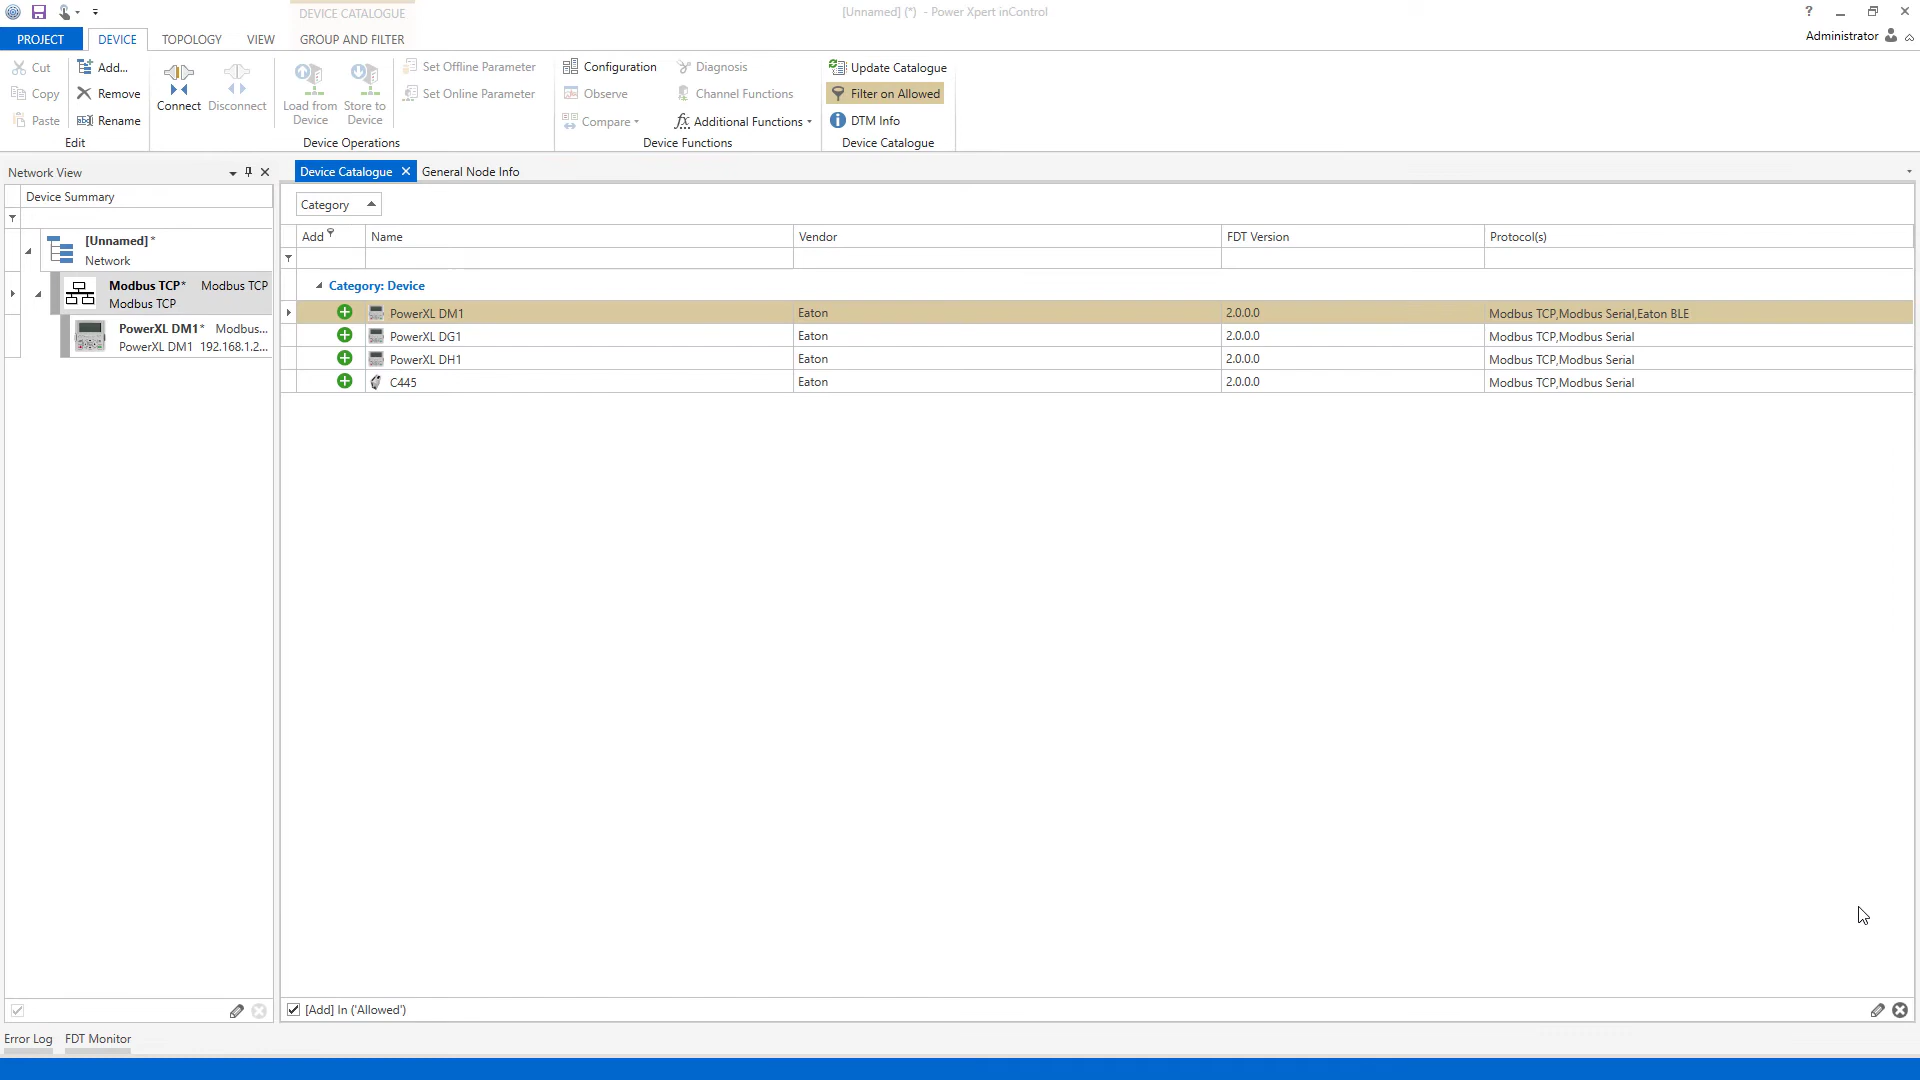 DEVICE CATALOGUE
[Unnamed] (*) - Power Xpert inControl
?
PROJECT DEVICE TOPOLOGY VIEW GROUP AND FILTER
Administrator
Cut
Copy
Paste
Add...
Remove
Rename
Edit
Connect
Disconnect
Load from
Device
Store to
Device
Set Offline Parameter
Set Online Parameter
Device Operations
Configuration
Observe
Compare
Diagnosis
Channel Functions
fx Additional Functions
Device Functions
Update Catalogue
Filter on Allowed
DTM Info
Device Catalogue
Network View
Device Summary
[Unnamed] *
Network
Modbus TCP* Modbus TCP
Modbus TCP
PowerXL DM1* Modbus...
PowerXL DM1 192.168.1.2...
Device Catalogue General Node Info
Category
Add Name Vendor FDT Version Protocol(s)
Category: Device
PowerXL DM1 Eaton 2.0.0.0 Modbus TCP,Modbus Serial,Eaton BLE
PowerXL DG1 Eaton 2.0.0.0 Modbus TCP,Modbus Serial
PowerXL DH1 Eaton 2.0.0.0 Modbus TCP,Modbus Serial
C445 Eaton 2.0.0.0 Modbus TCP,Modbus Serial
[Add] In ('Allowed')
Error Log FDT Monitor